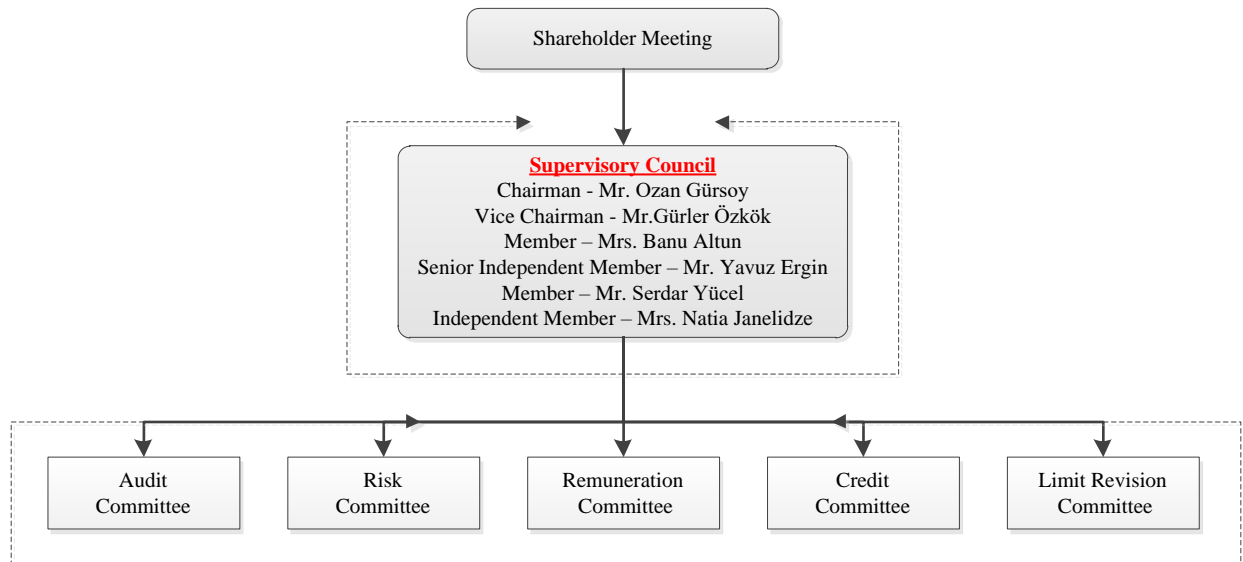 Shareholder Meeting
Supervisory Council
Chairman - Mr. Ozan Gürsoy
Vice Chairman - Mr.Gürler Özkök
Member – Mrs. Banu Altun
Senior Independent Member – Mr. Yavuz Ergin
Member – Mr. Serdar Yücel
Independent Member – Mrs. Natia Janelidze
Audit
Committee
Risk
Committee
Remuneration
Committee
Credit
Committee
Limit Revision
Committee